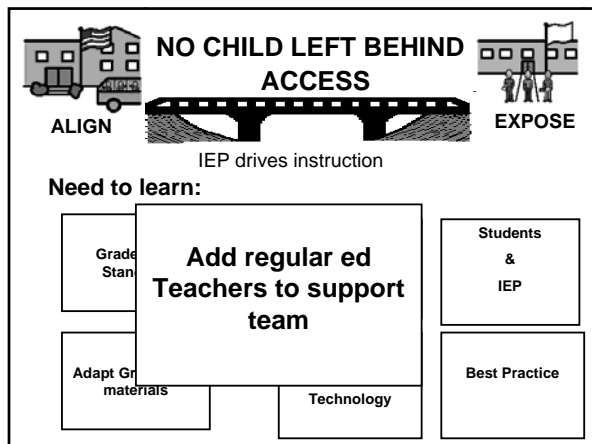 NO CHILD LEFT BEHIND
ACCESS
ALIGN
EXPOSE
IEP drives instruction
Need to learn:
Grade
Stan
Add regular ed
Teachers to support
team
Students
&
IEP
Adapt Gr
materials
Technology
Best Practice